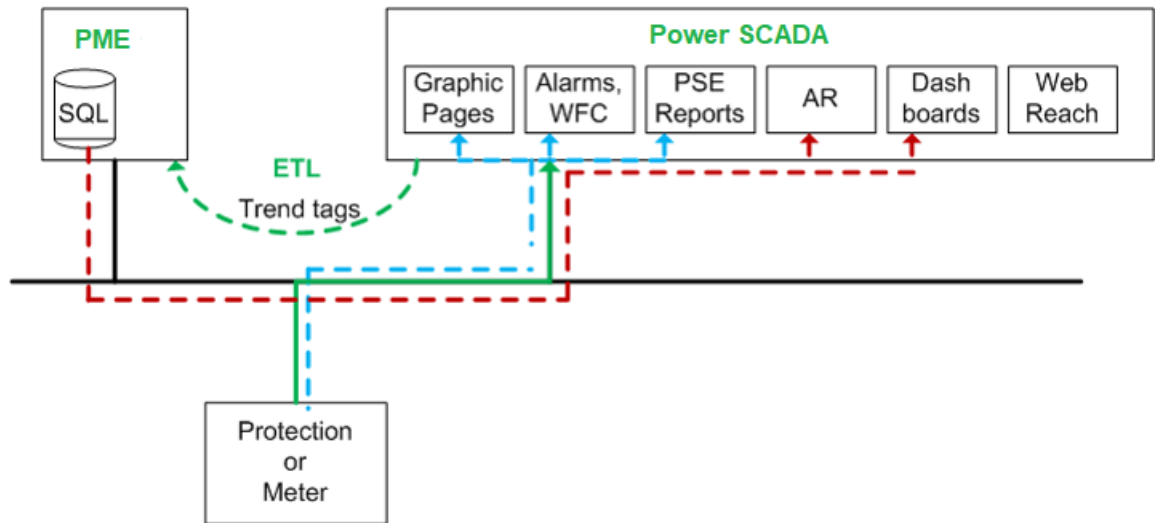 PME
SQL
Power SCADA
Graphic
Pages
Alarms,
WFC
PSE
Reports
AR
Dash
boards
Web
Reach
ETL
Trend tags
Protection
or
Meter